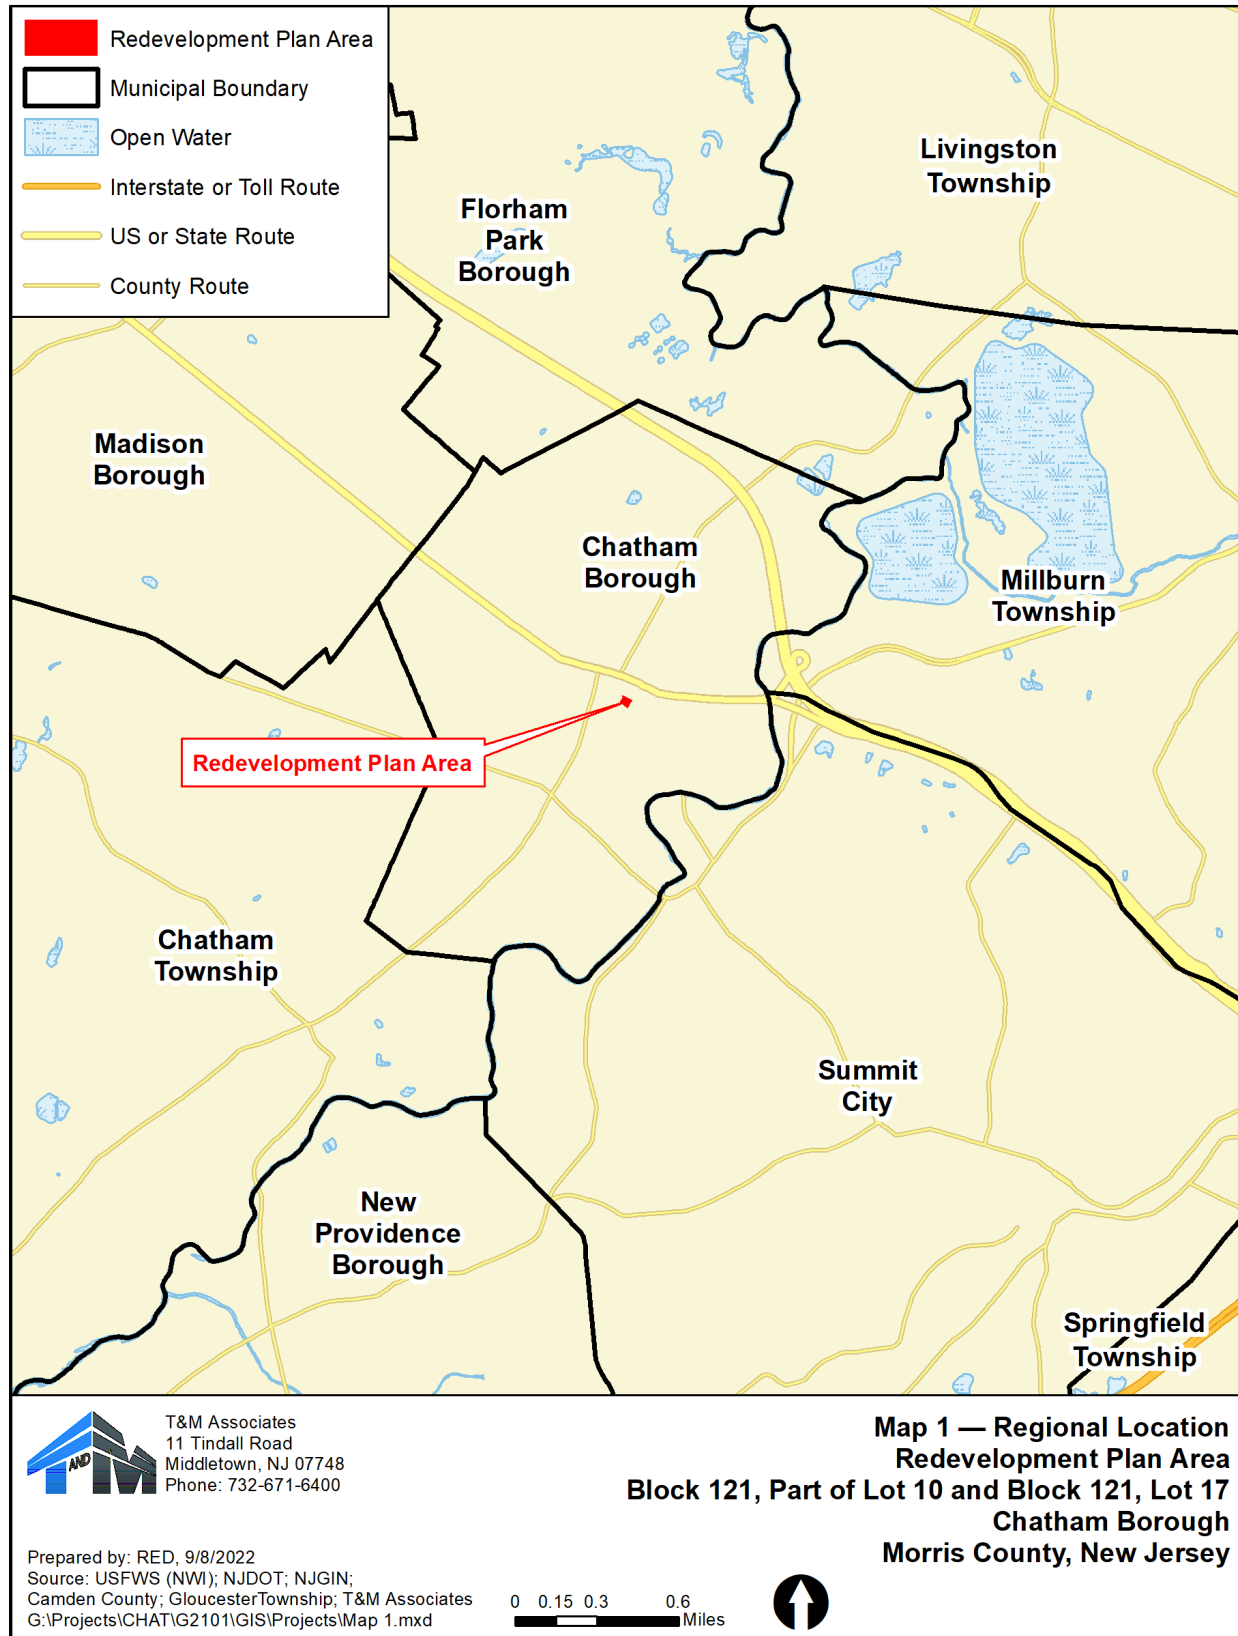 Redevelopment Plan Area
Municipal Boundary
Open Water
Interstate or Toll Route
US or State Route
County Route
Livingston
Township
Florham
Park
Borough
Madison
Borough
Chatham
Borough
Millburn
Township
Redevelopment Plan Area
Chatham
Township
Summit
City
New
Providence
Borough
Springfield
Township
AND
TM
T&M Associates
11 Tindall Road
Middletown, NJ 07748
Phone: 732-671-6400
Map 1 — Regional Location
Redevelopment Plan Area
Block 121, Part of Lot 10 and Block 121, Lot 17
Chatham Borough
Morris County, New Jersey
Prepared by: RED, 9/8/2022
Source: USFWS (NWI); NJDOT; NJGIN;
Camden County; GloucesterTownship; T&M Associates
G:\Projects\CHAT\G2101\GIS\Projects\Map 1.mxd
0 0.15 0.3 0.6
Miles